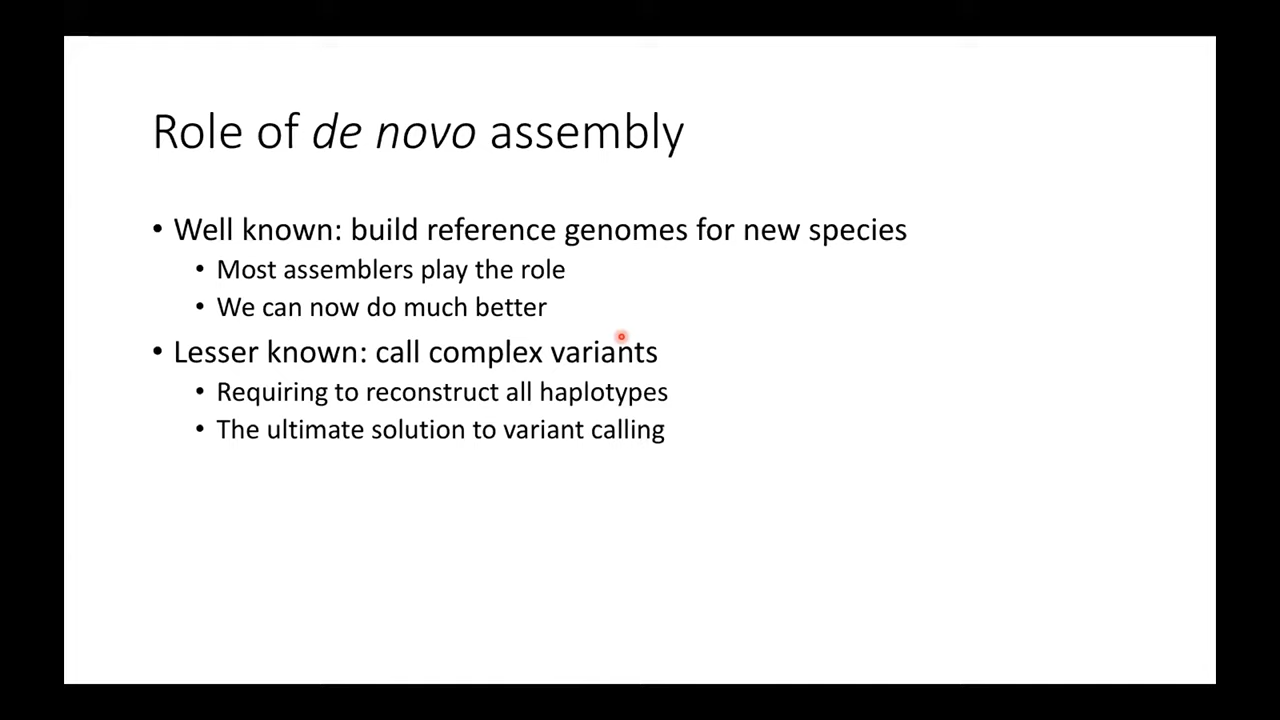 Role of de novo assembly
• Well known: build reference genomes for new species
• Most assemblers play the role
• We can now do much better
• Lesser known: call complex variants
• Requiring to reconstruct all haplotypes
• The ultimate solution to variant calling